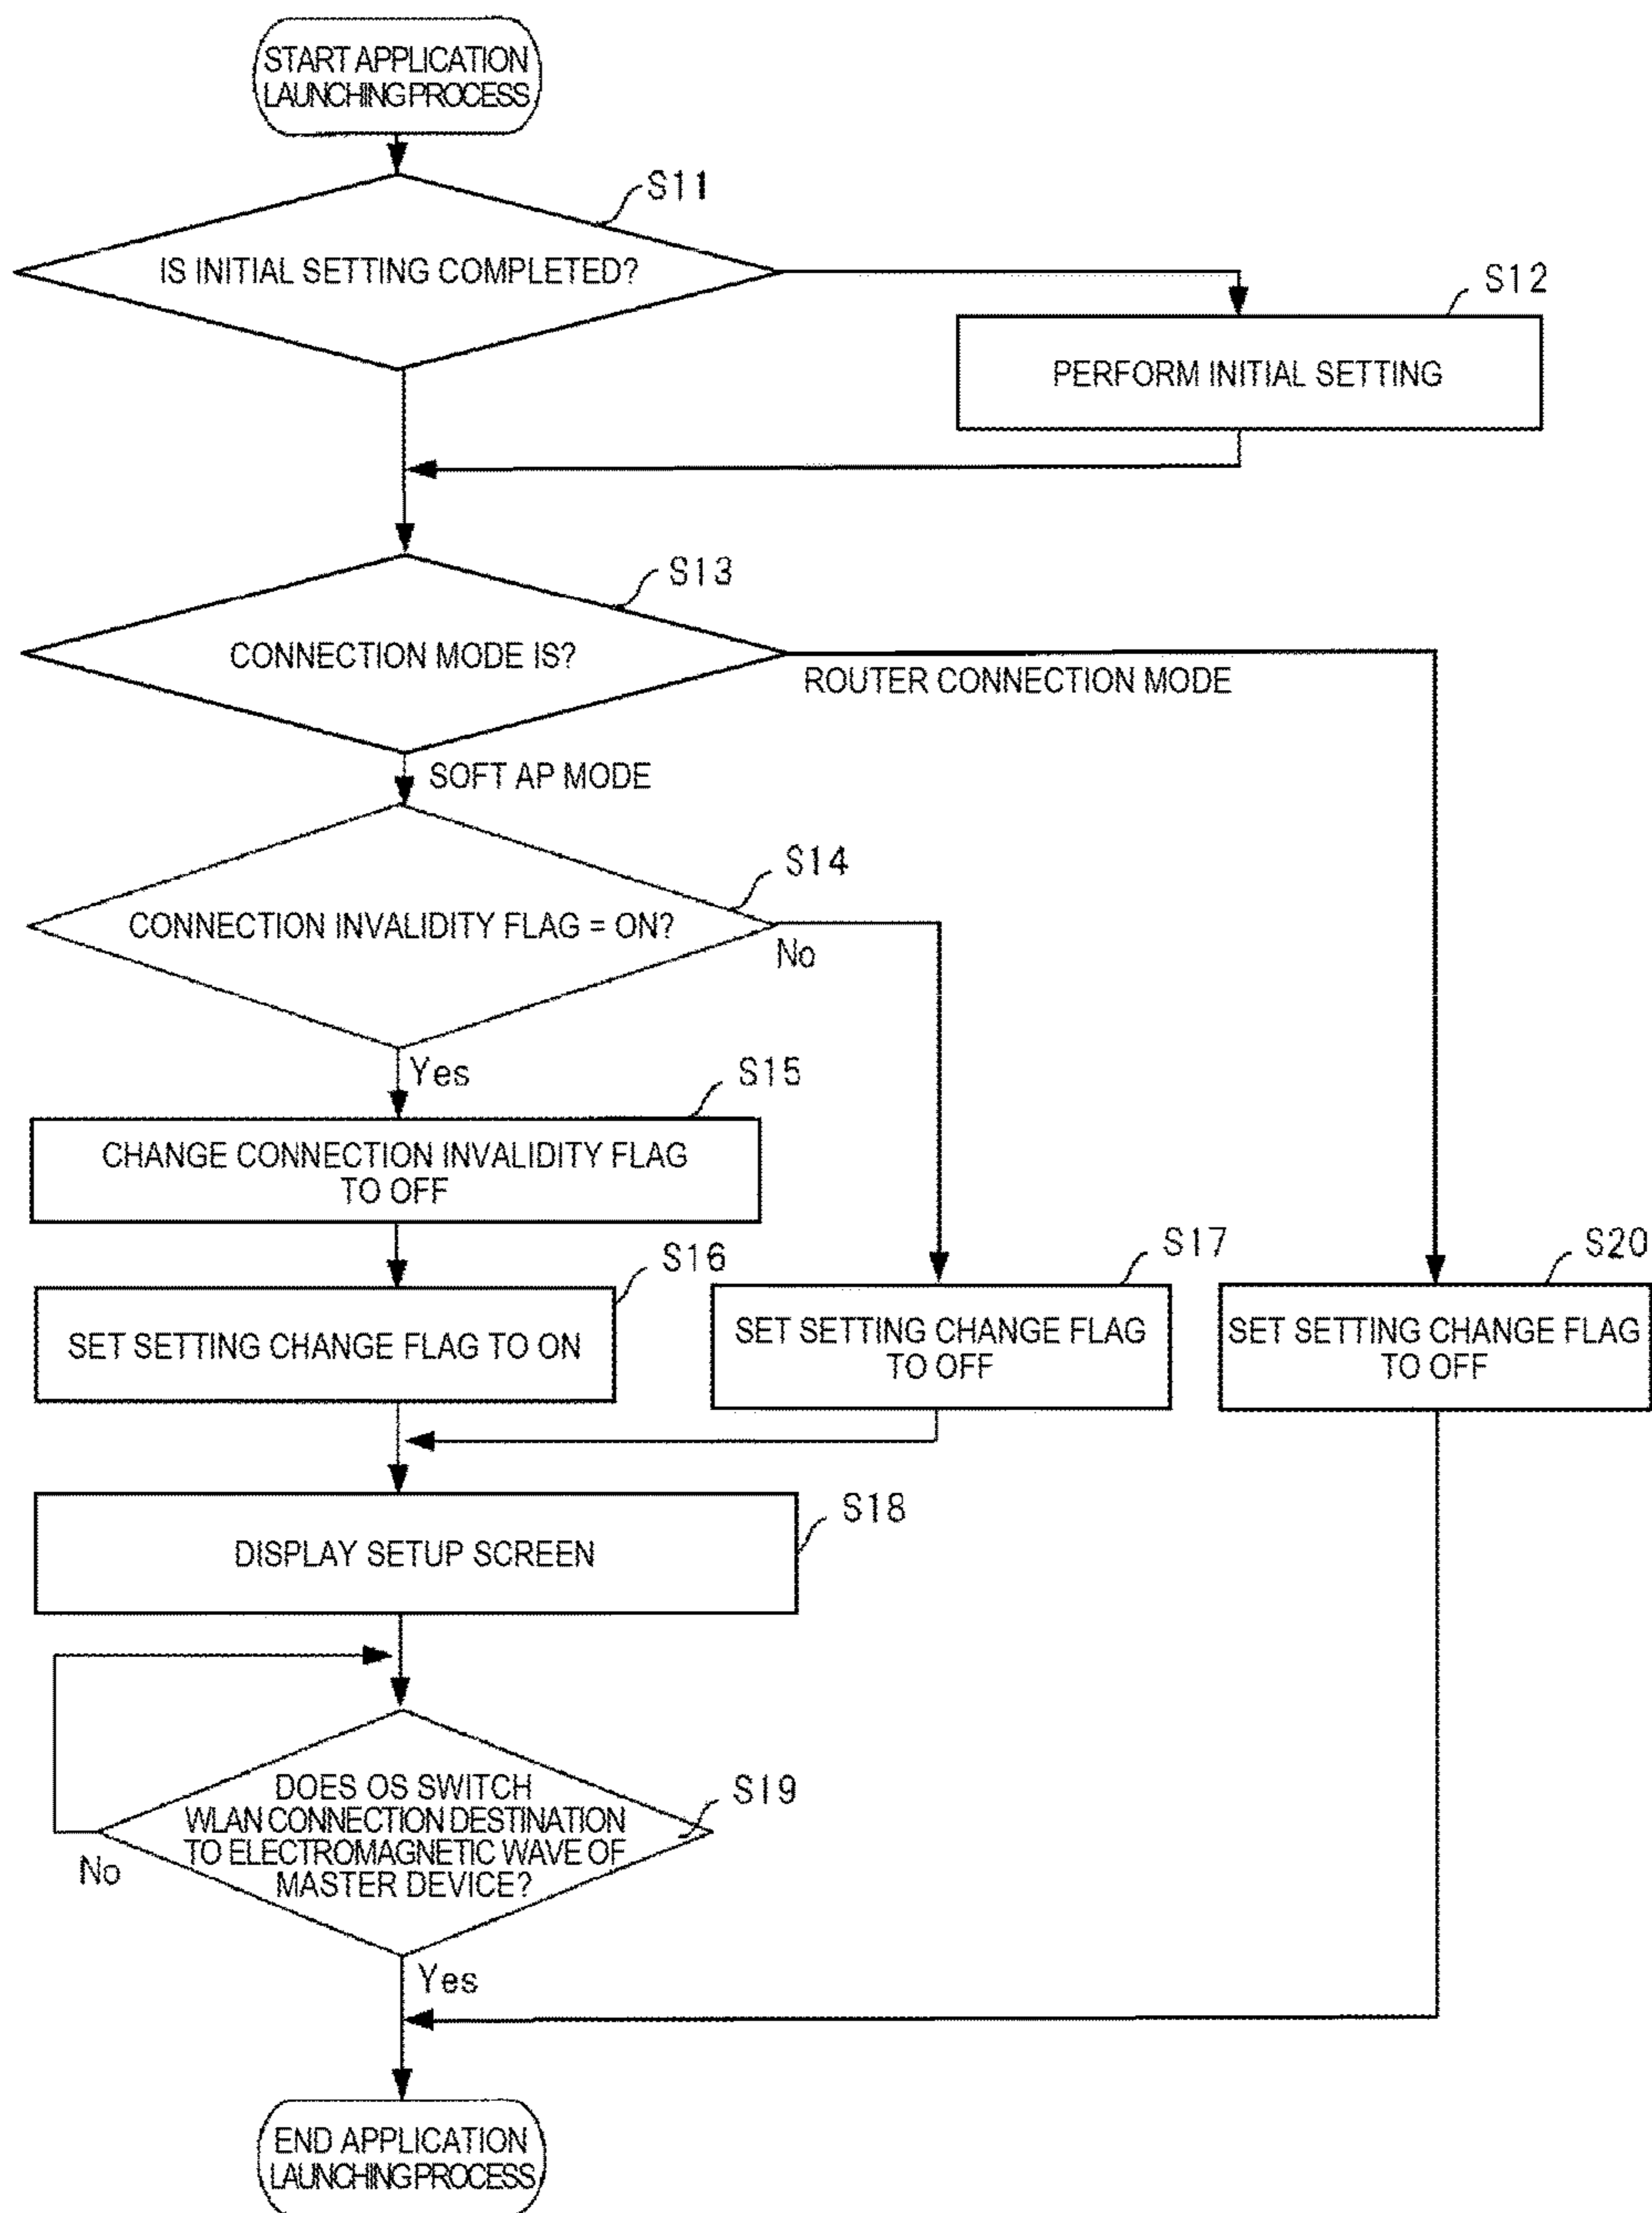 START APPLICATION
LAUNCHING PROCESS
S11
IS INITIAL SETTING COMPLETED?
S12
PERFORM INITIAL SETTING
S13
CONNECTION MODE IS?
ROUTER CONNECTION MODE
SOFT AP MODE
S14
CONNECTION INVALIDITY FLAG = ON?
No
Yes
S15
CHANGE CONNECTION INVALIDITY FLAG
TO OFF
S16
SET SETTING CHANGE FLAG TO ON
S17
SET SETTING CHANGE FLAG
TO OFF
S20
SET SETTING CHANGE FLAG
TO OFF
S18
DISPLAY SETUP SCREEN
S19
DOES OS SWITCH
WLAN CONNECTION DESTINATION
TO ELECTROMAGNETIC WAVE OF
MASTER DEVICE?
No
Yes
END APPLICATION
LAUNCHING PROCESS